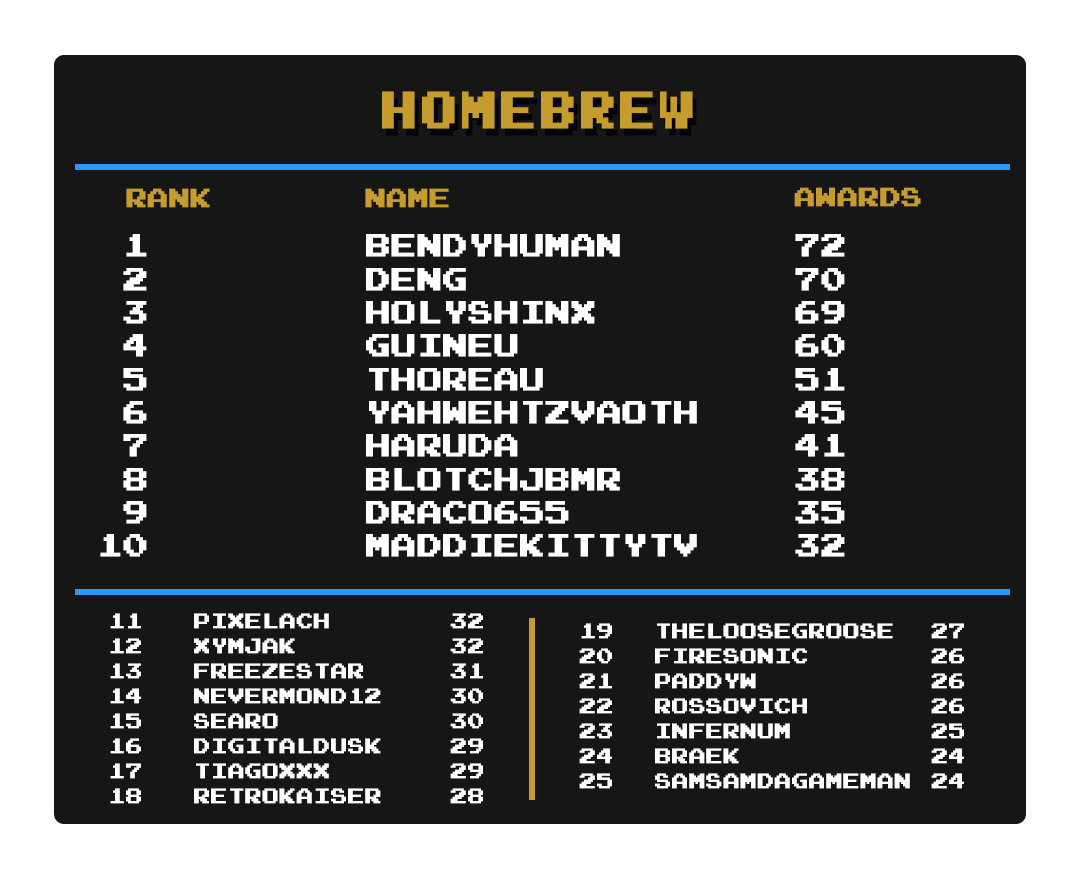 HOMEBREW
RANK NAME AWARDS
1 BENDYHUMAN 72
2 DENG 70
3 HOLYSHINX 69
4 GUINEU 60
5 THOREAU 51
6 YAHWEHTZVAOTH 45
7 HARUDA 41
8 BLOTCHJBMR 38
9 DRACO655 35
10 MADDIEKITTYTV 32
11 PIXELACH 32
12 XYMJAK 32
13 FREEZESTAR 31
14 NEVERMOND12 30
15 SEARO 30
16 DIGITALDUSK 29
17 TIAGOXXX 29
18 RETROKAISER 28
19 THELOOSEGROOSE 27
20 FIRESONIC 26
21 PADDYW 26
22 ROSSOVICH 26
23 INFERNUM 25
24 BRAEK 24
25 SAMSAMDAGAMEMAN 24